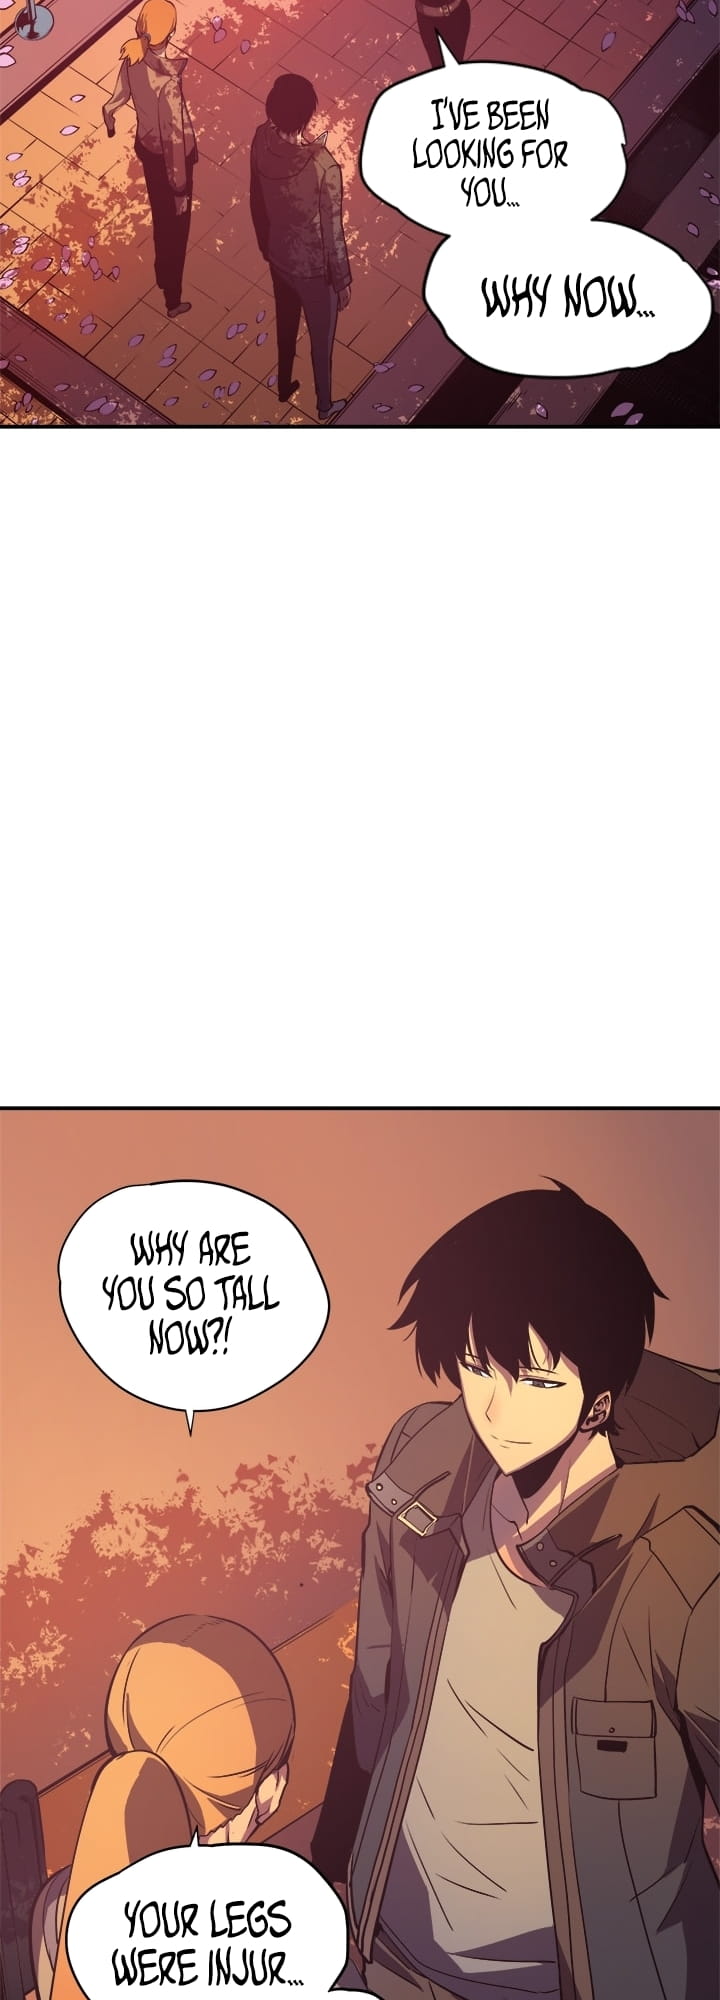 I'VE BEEN
LOOKING FOR
YOU...
WHY NOW...
WHY ARE
YOU SO TALL
NOW?!
YOUR LEGS
WERE INJUR...